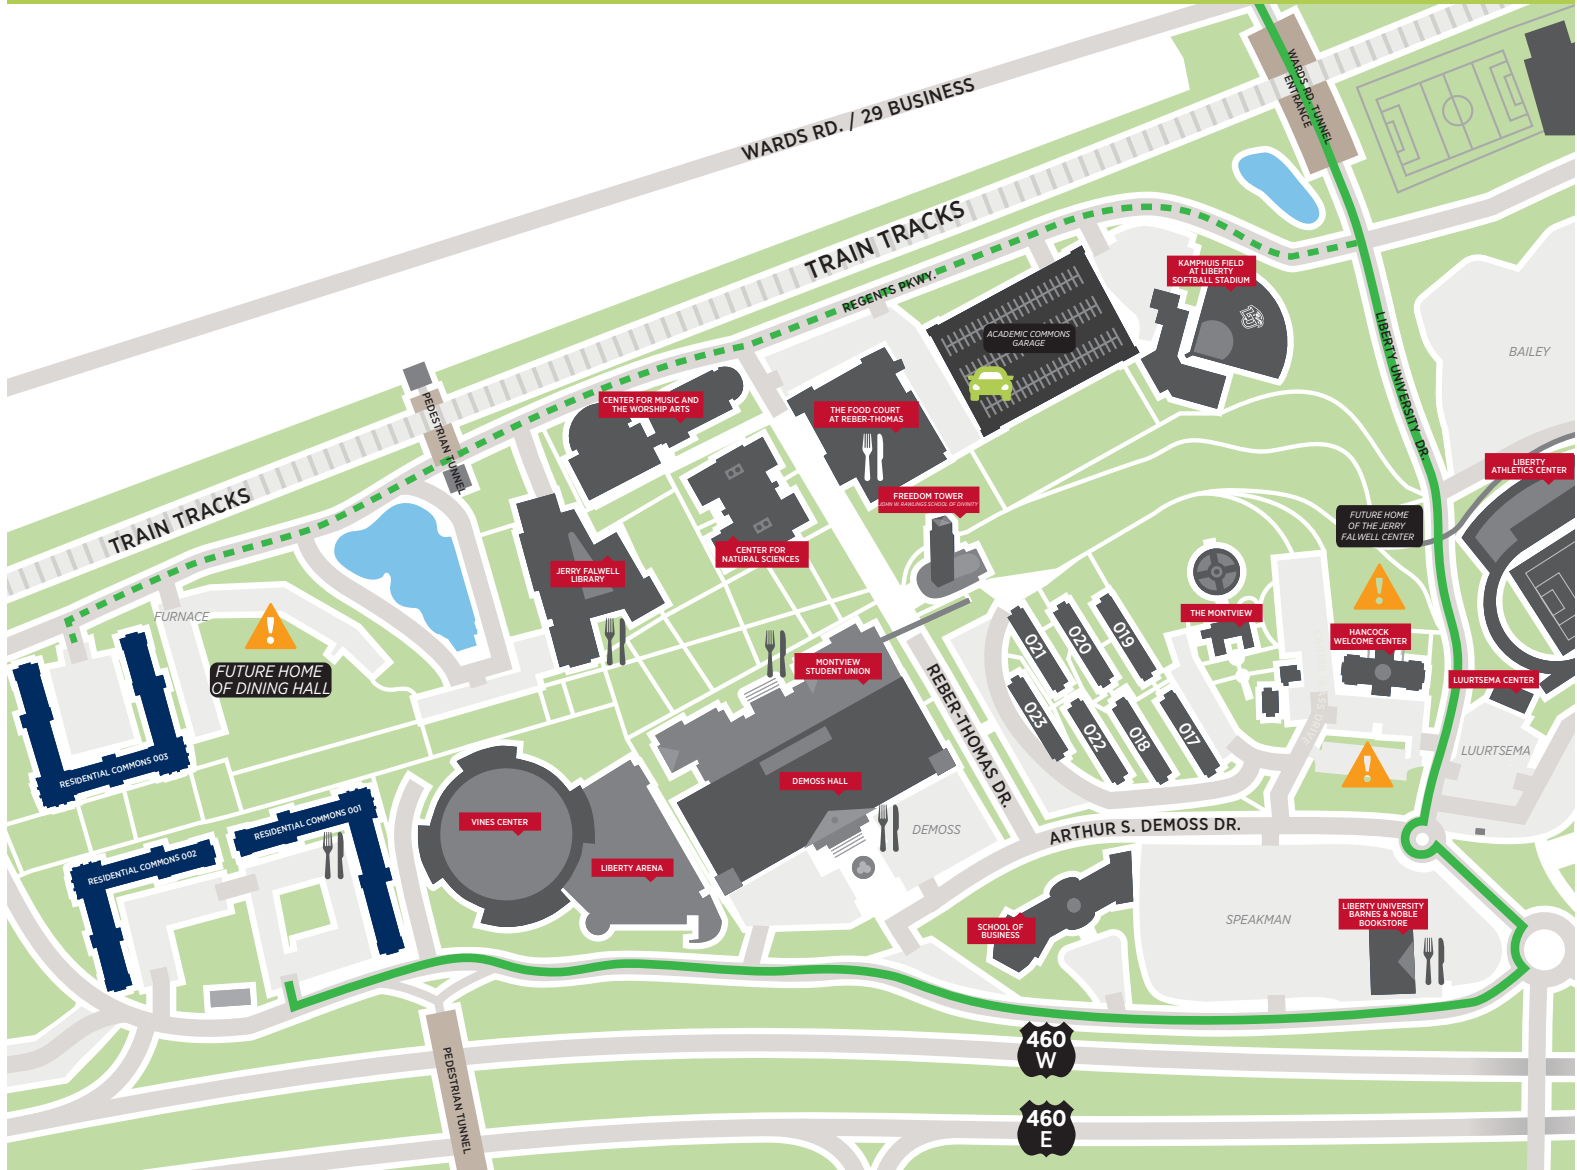 WARDS RD. TUNNEL
ENTRANCE
WARDS RD. / 29 BUSINESS
TRAIN TRACKS
REGENTS PKWY.
KAMPHUIS FIELD
AT LIBERTY
SOFTBALL STADIUM
ACADEMIC COMMONS
GARAGE
LIBERTY UNIVERSITY DR.
BAILEY
PEDESTRIAN TUNNEL
CENTER FOR MUSIC AND
THE WORSHIP ARTS
THE FOOD COURT
AT REBER-THOMAS
LIBERTY
ATHLETICS CENTER
TRAIN TRACKS
FREEDOM TOWER
JOHN W. RAWLINGS SCHOOL OF DIVINITY
FUTURE HOME
OF THE JERRY
FALWELL CENTER
CENTER FOR
NATURAL SCIENCES
JERRY FALWELL
LIBRARY
FURNACE
THE MONTVIEW
HANCOCK
WELCOME CENTER
021
020
019
FUTURE HOME
OF DINING HALL
MONTVIEW
STUDENT UNION
LUURTSEMA CENTER
REBER-THOMAS DR.
023
022
018
017
LUURTSEMA
RESIDENTIAL COMMONS 003
DEMOSS HALL
VINES CENTER
RESIDENTIAL COMMONS 001
DEMOSS
ARTHUR S. DEMOSS DR.
RESIDENTIAL COMMONS 002
LIBERTY ARENA
SCHOOL OF
BUSINESS
SPEAKMAN
LIBERTY UNIVERSITY
BARNES & NOBLE
BOOKSTORE
460
W
PEDESTRIAN TUNNEL
460
E